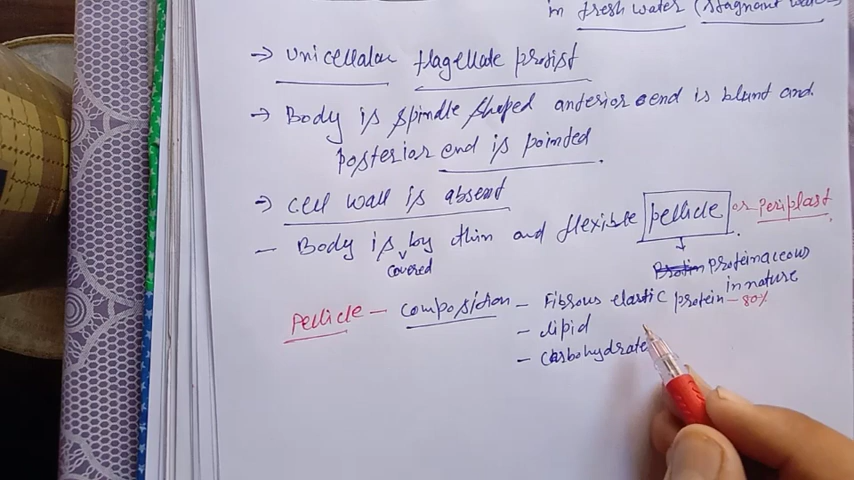 in fresh water (stagnant water
→ unicellular flagellate protist
→ Body is spindle shaped anterior end is blunt and
posterior end is pointed
→ cell wall is absent
- Body is by thin and flexible pellicle or periplast
covered
proteinaceous
in nature
Pellicle - composition - Fibrous elastic protein - 80%
- lipid
- carbohydrate